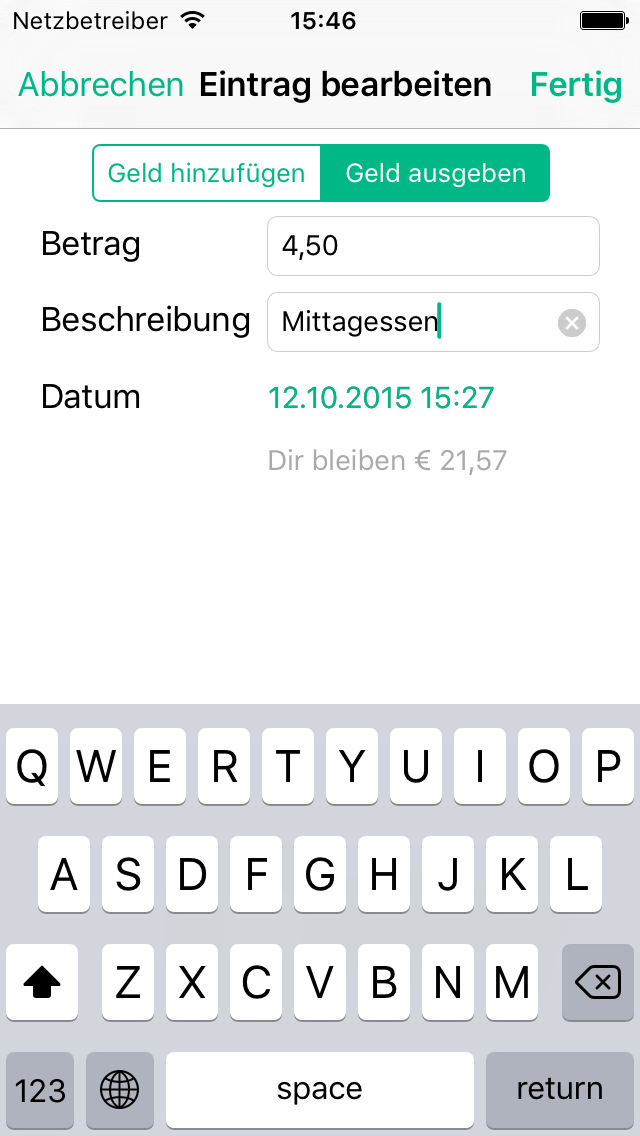 Netzbetreiber 15:46
Abbrechen Eintrag bearbeiten Fertig
Geld hinzufügen Geld ausgeben
Betrag 4,50
Beschreibung Mittagessen
Datum 12.10.2015 15:27
Dir bleiben € 21,57
Q W E R T Y U I O P
A S D F G H J K L
Z X C V B N M
123 space return